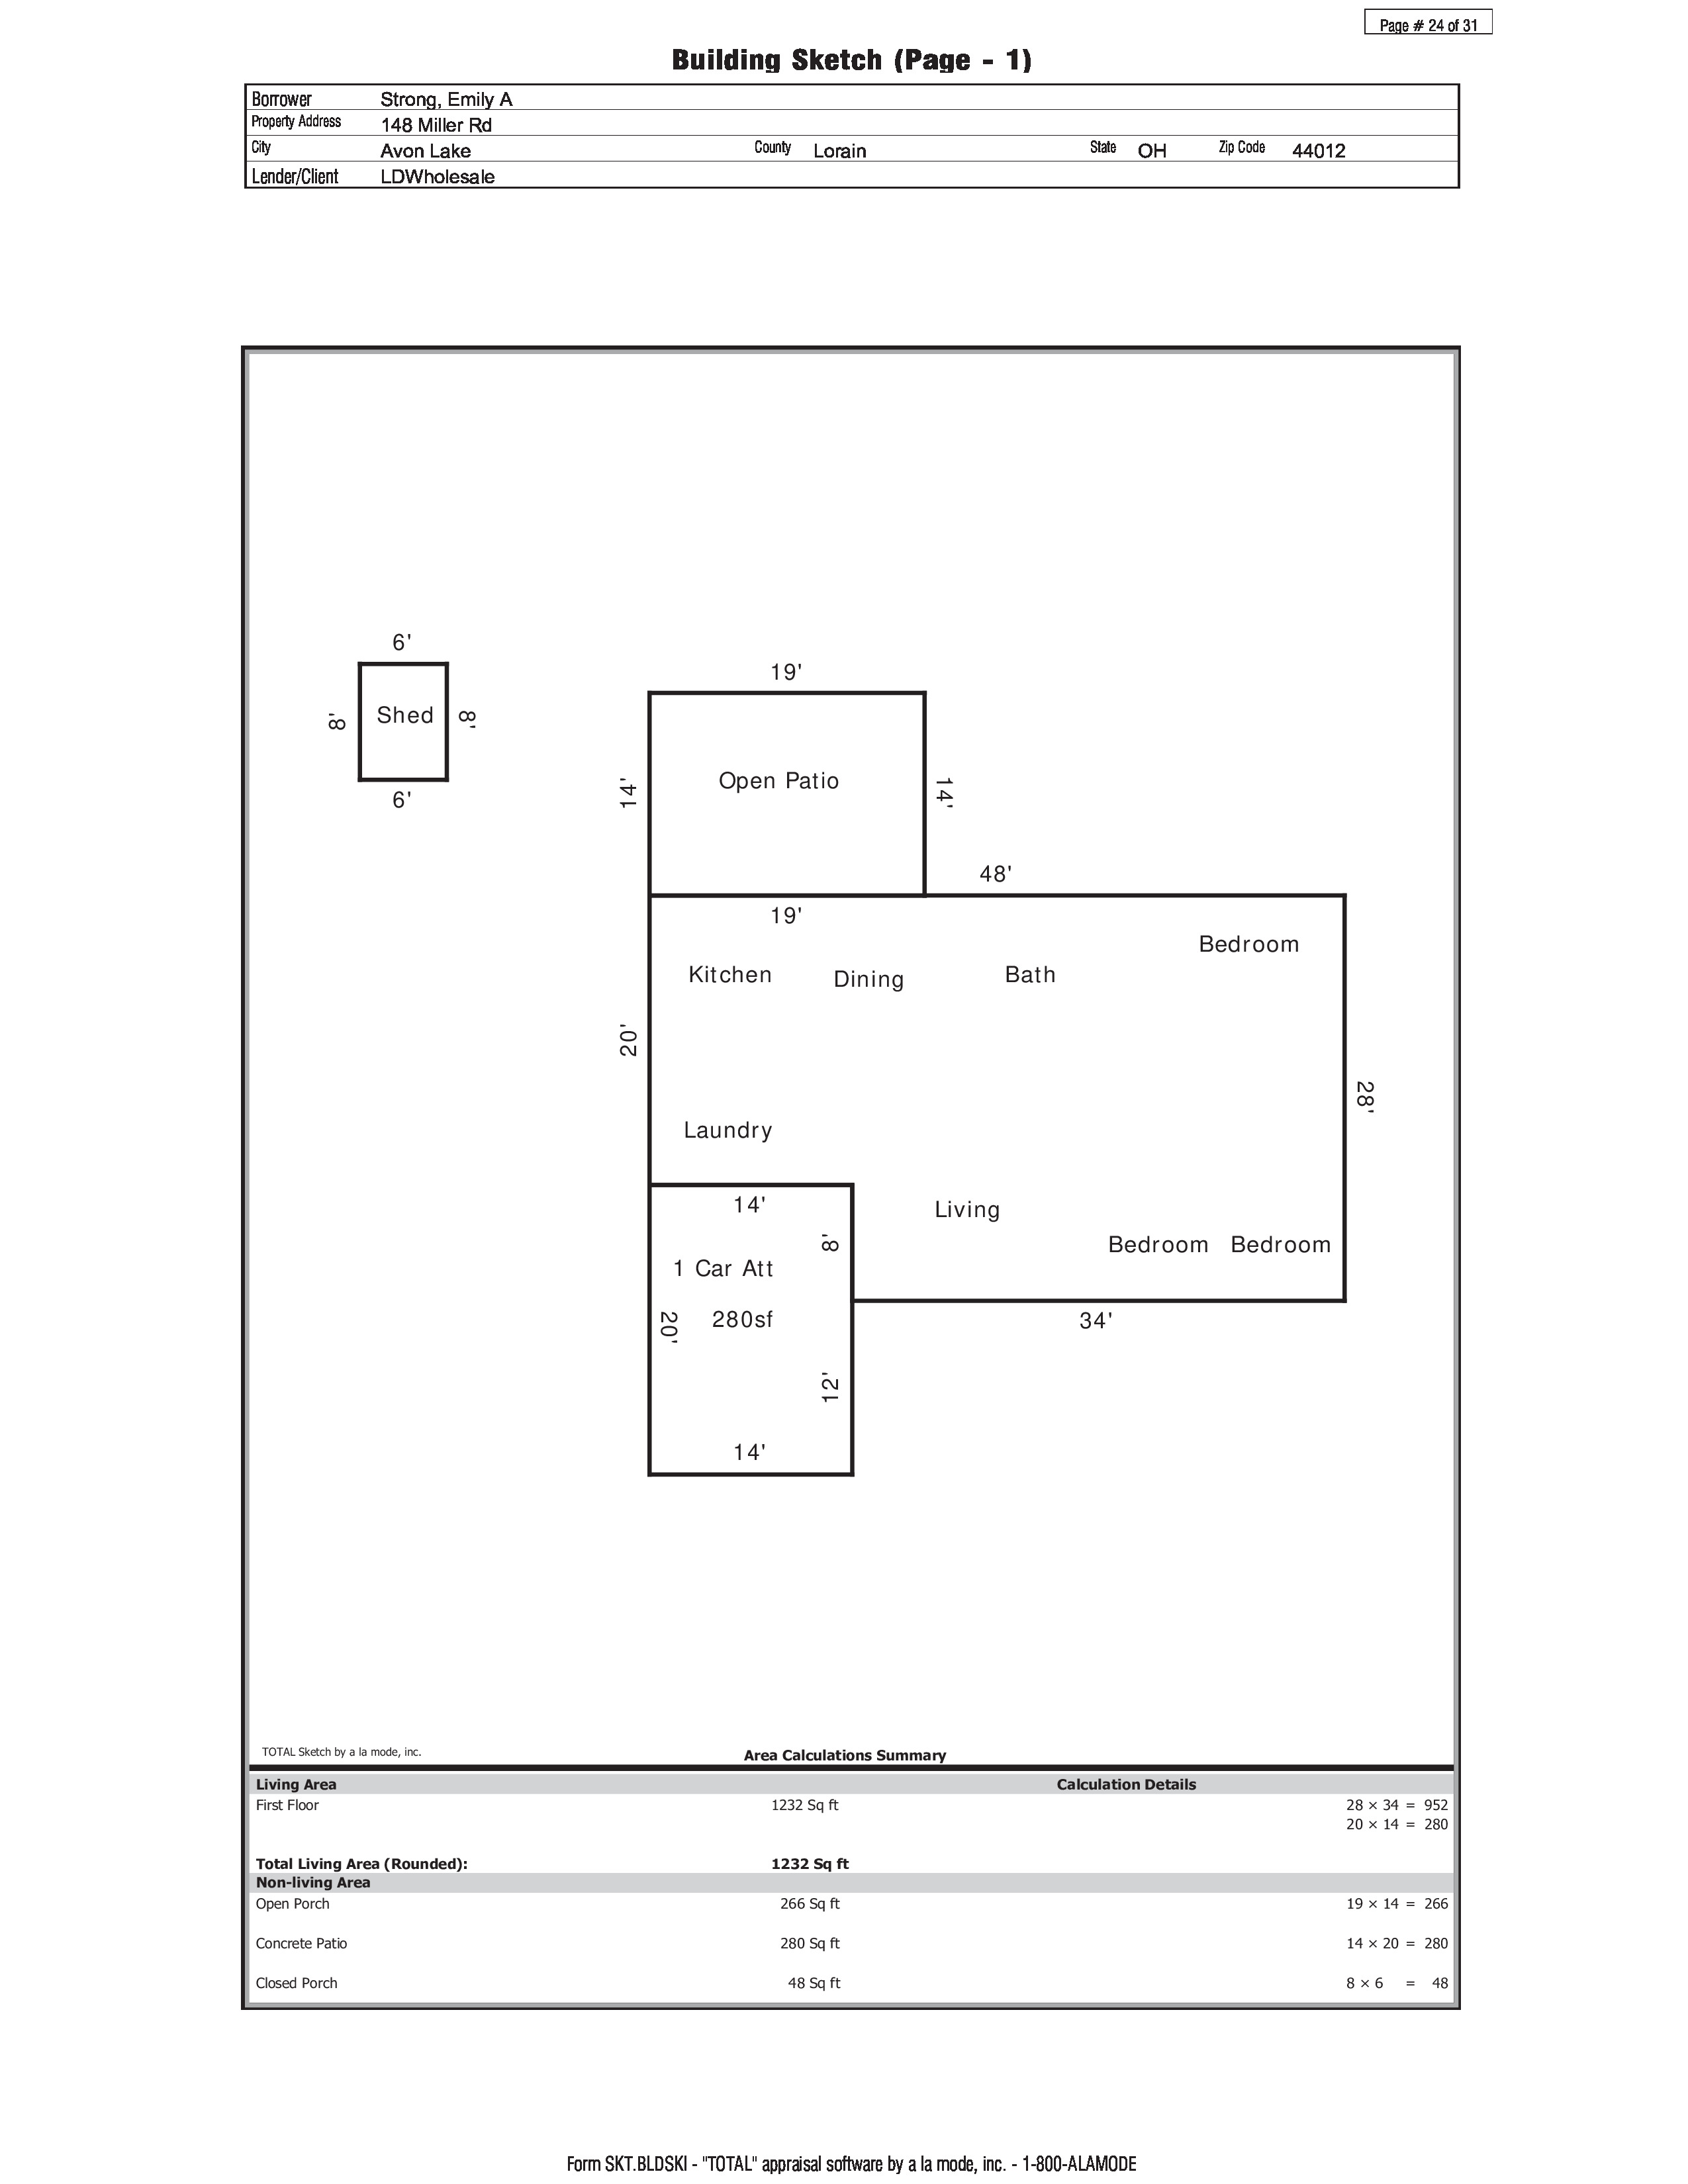 Page # 24 of 31
Building Sketch (Page - 1)
Borrower Strong, Emily A
Property Address 148 Miller Rd
City Avon Lake County Lorain State OH Zip Code 44012
Lender/Client LDWholesale
6'
8' Shed 8'
6'
19'
14' Open Patio 14'
48'
19'
Bedroom
Kitchen Dining Bath
20'
28'
Laundry
14'
Living
8'
Bedroom Bedroom
1 Car Att
280sf
20'
34'
12'
14'
TOTAL Sketch by a la mode, inc.
Area Calculations Summary
Living Area Calculation Details
First Floor 1232 Sq ft 28 × 34 = 952
20 × 14 = 280
Total Living Area (Rounded): 1232 Sq ft
Non-living Area
Open Porch 266 Sq ft 19 × 14 = 266
Concrete Patio 280 Sq ft 14 × 20 = 280
Closed Porch 48 Sq ft 8 × 6 = 48
Form SKT.BLDSKI - "TOTAL" appraisal software by a la mode, inc. - 1-800-ALAMODE